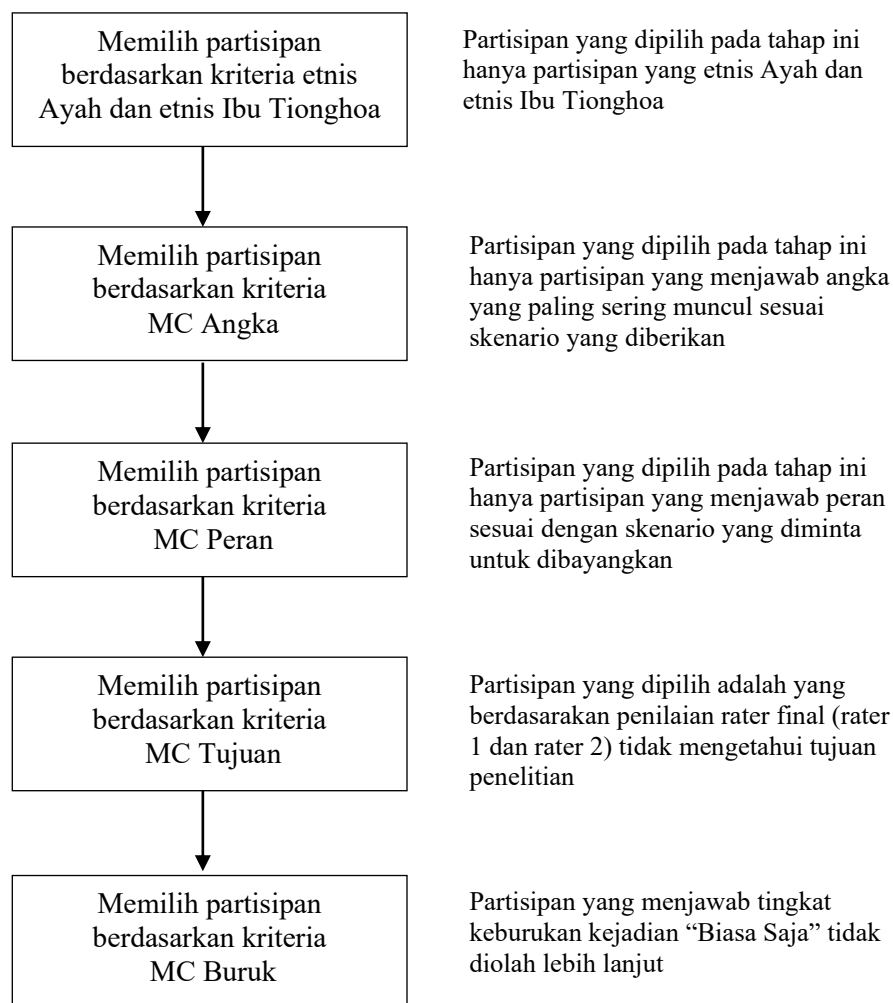 Memilih partisipan
berdasarkan kriteria etnis
Ayah dan etnis Ibu Tionghoa
Partisipan yang dipilih pada tahap ini
hanya partisipan yang etnis Ayah dan
etnis Ibu Tionghoa
Memilih partisipan
berdasarkan kriteria
MC Angka
Partisipan yang dipilih pada tahap ini
hanya partisipan yang menjawab angka
yang paling sering muncul sesuai
skenario yang diberikan
Memilih partisipan
berdasarkan kriteria
MC Peran
Partisipan yang dipilih pada tahap ini
hanya partisipan yang menjawab peran
sesuai dengan skenario yang diminta
untuk dibayangkan
Memilih partisipan
berdasarkan kriteria
MC Tujuan
Partisipan yang dipilih adalah yang
berdasarakan penilaian rater final (rater
1 dan rater 2) tidak mengetahui tujuan
penelitian
Memilih partisipan
berdasarkan kriteria
MC Buruk
Partisipan yang menjawab tingkat
keburukan kejadian “Biasa Saja” tidak
diolah lebih lanjut